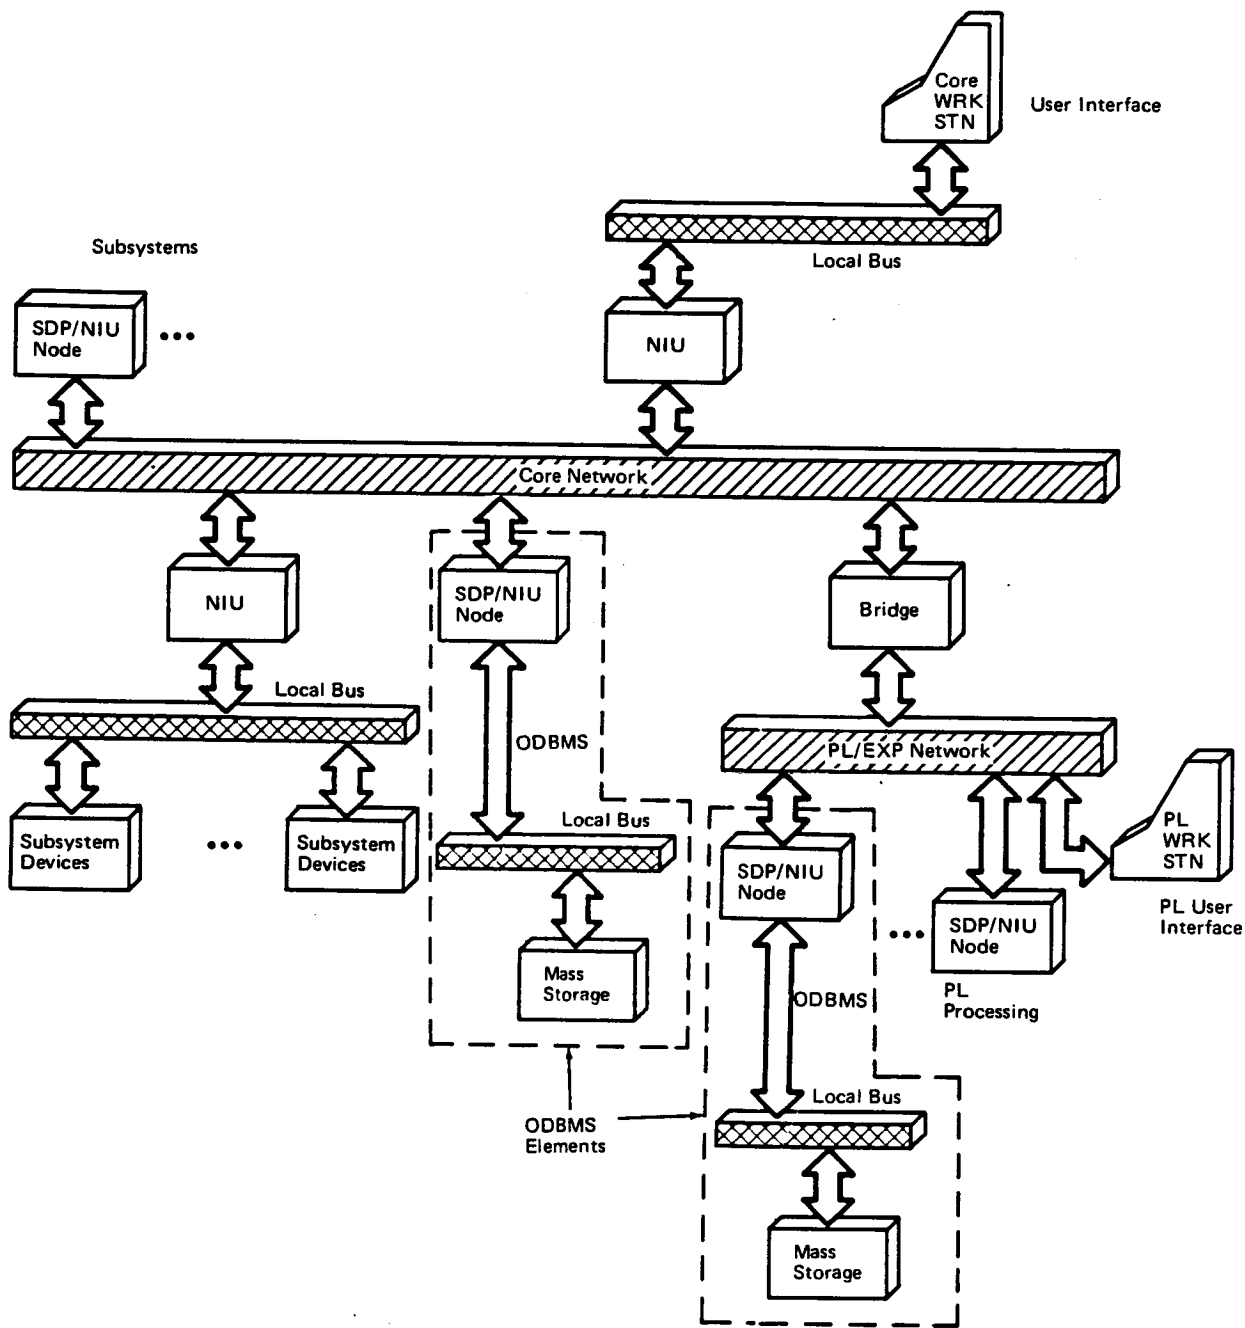 Core
WRK
STN
User Interface
Local Bus
Subsystems
SDP/NIU
Node
•••
NIU
Core Network
NIU
SDP/NIU
Node
Bridge
Local Bus
ODBMS
PL/EXP Network
Subsystem
Devices
•••
Subsystem
Devices
Local Bus
Mass
Storage
SDP/NIU
Node
•••
SDP/NIU
Node
PL
Processing
PL
WRK
STN
PL User
Interface
ODBMS
ODBMS
Elements
Local Bus
Mass
Storage